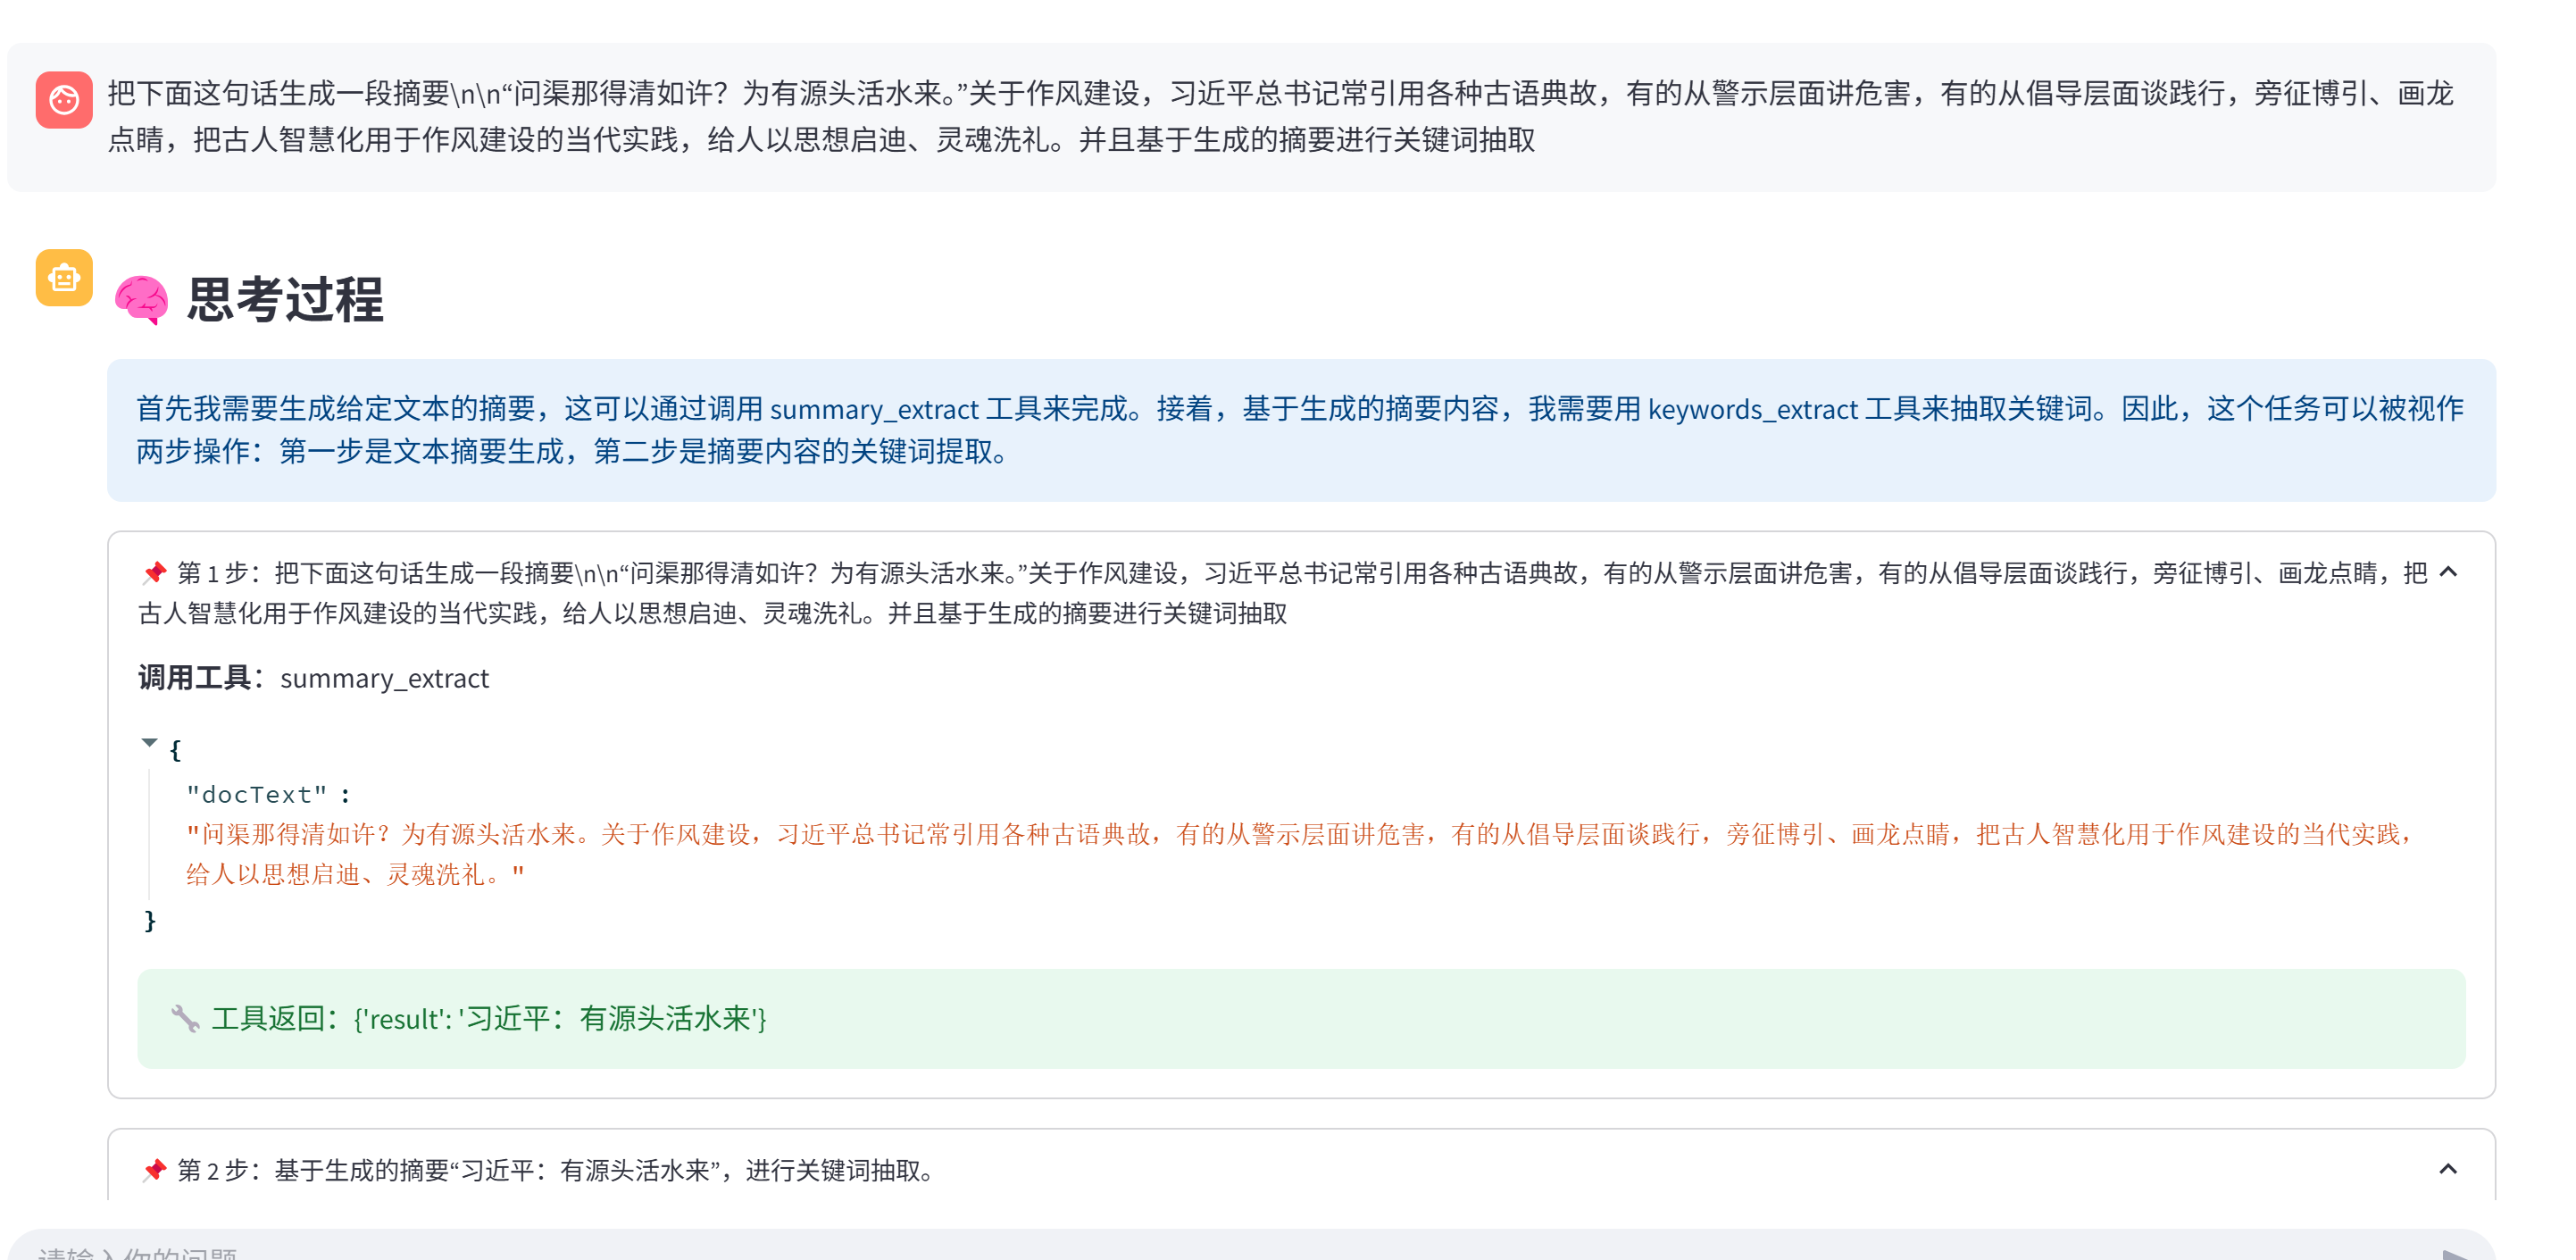 把下面这句话生成一段摘要\n\n“问渠那得清如许？为有源头活水来。”关于作风建设，习近平总书记常引用各种古语典故，有的从警示层面讲危害，有的从倡导层面谈践行，旁征博引、画龙
点睛，把古人智慧化用于作风建设的当代实践，给人以思想启迪、灵魂洗礼。并且基于生成的摘要进行关键词抽取
思考过程
首先我需要生成给定文本的摘要，这可以通过调用 summary_extract 工具来完成。接着，基于生成的摘要内容，我需要用 keywords_extract 工具来抽取关键词。因此，这个任务可以被视作
两步操作：第一步是文本摘要生成，第二步是摘要内容的关键词提取。
第 1 步：把下面这句话生成一段摘要\n\n“问渠那得清如许？为有源头活水来。”关于作风建设，习近平总书记常引用各种古语典故，有的从警示层面讲危害，有的从倡导层面谈践行，旁征博引、画龙点睛，把
古人智慧化用于作风建设的当代实践，给人以思想启迪、灵魂洗礼。并且基于生成的摘要进行关键词抽取
调用工具：summary_extract
{
"docText" :
"问渠那得清如许？为有源头活水来。关于作风建设，习近平总书记常引用各种古语典故，有的从警示层面讲危害，有的从倡导层面谈践行，旁征博引、画龙点睛，把古人智慧化用于作风建设的当代实践，
给人以思想启迪、灵魂洗礼。"
}
工具返回：{'result': '习近平：有源头活水来'}
第 2 步：基于生成的摘要“习近平：有源头活水来”，进行关键词抽取。
请输入你的问题